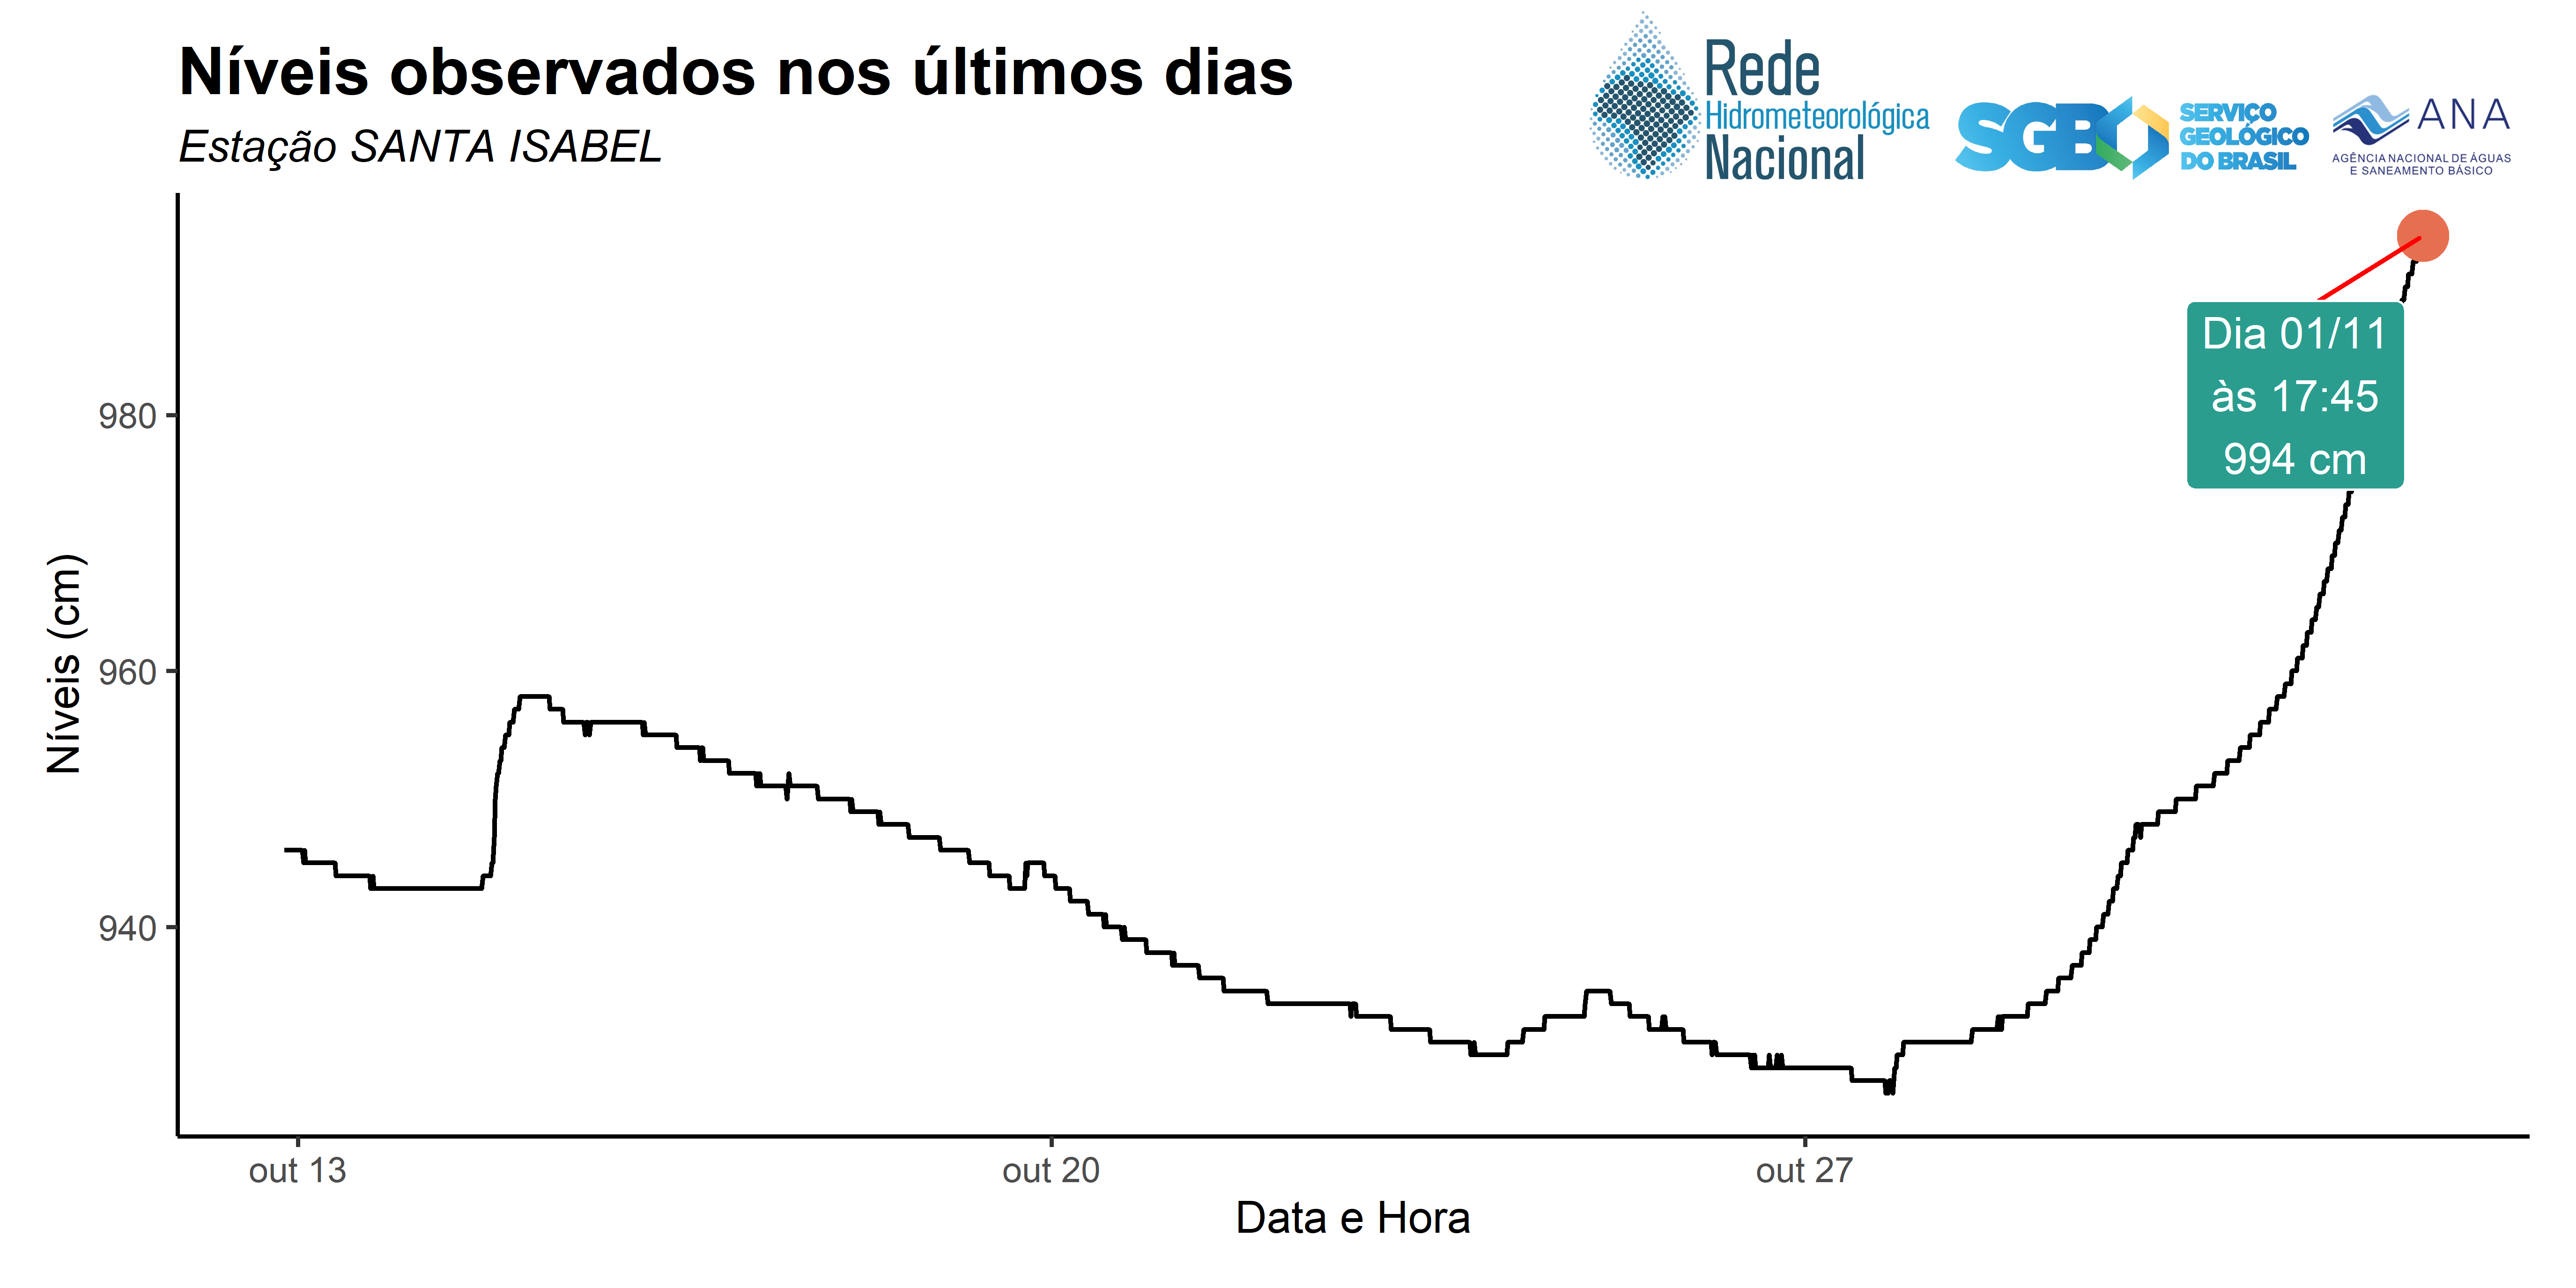 Níveis observados nos últimos dias
Estação SANTA ISABEL
Rede
Hidrometeorológica
Nacional
SGB
SERVIÇO
GEOLÓGICO
DO BRASIL
ANA
AGÊNCIA NACIONAL DE ÁGUAS
E SANEAMENTO BÁSICO
Dia 01/11
às 17:45
994 cm
980
960
940
Níveis (cm)
out 13
out 20
out 27
Data e Hora